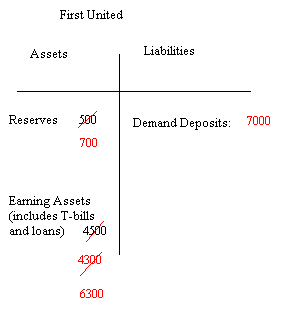 First United
Assets
Liabilities
Reserves 500
Demand Deposits: 7000
700
Earning Assets
(includes T-bills
and loans) 4500
4300
6300